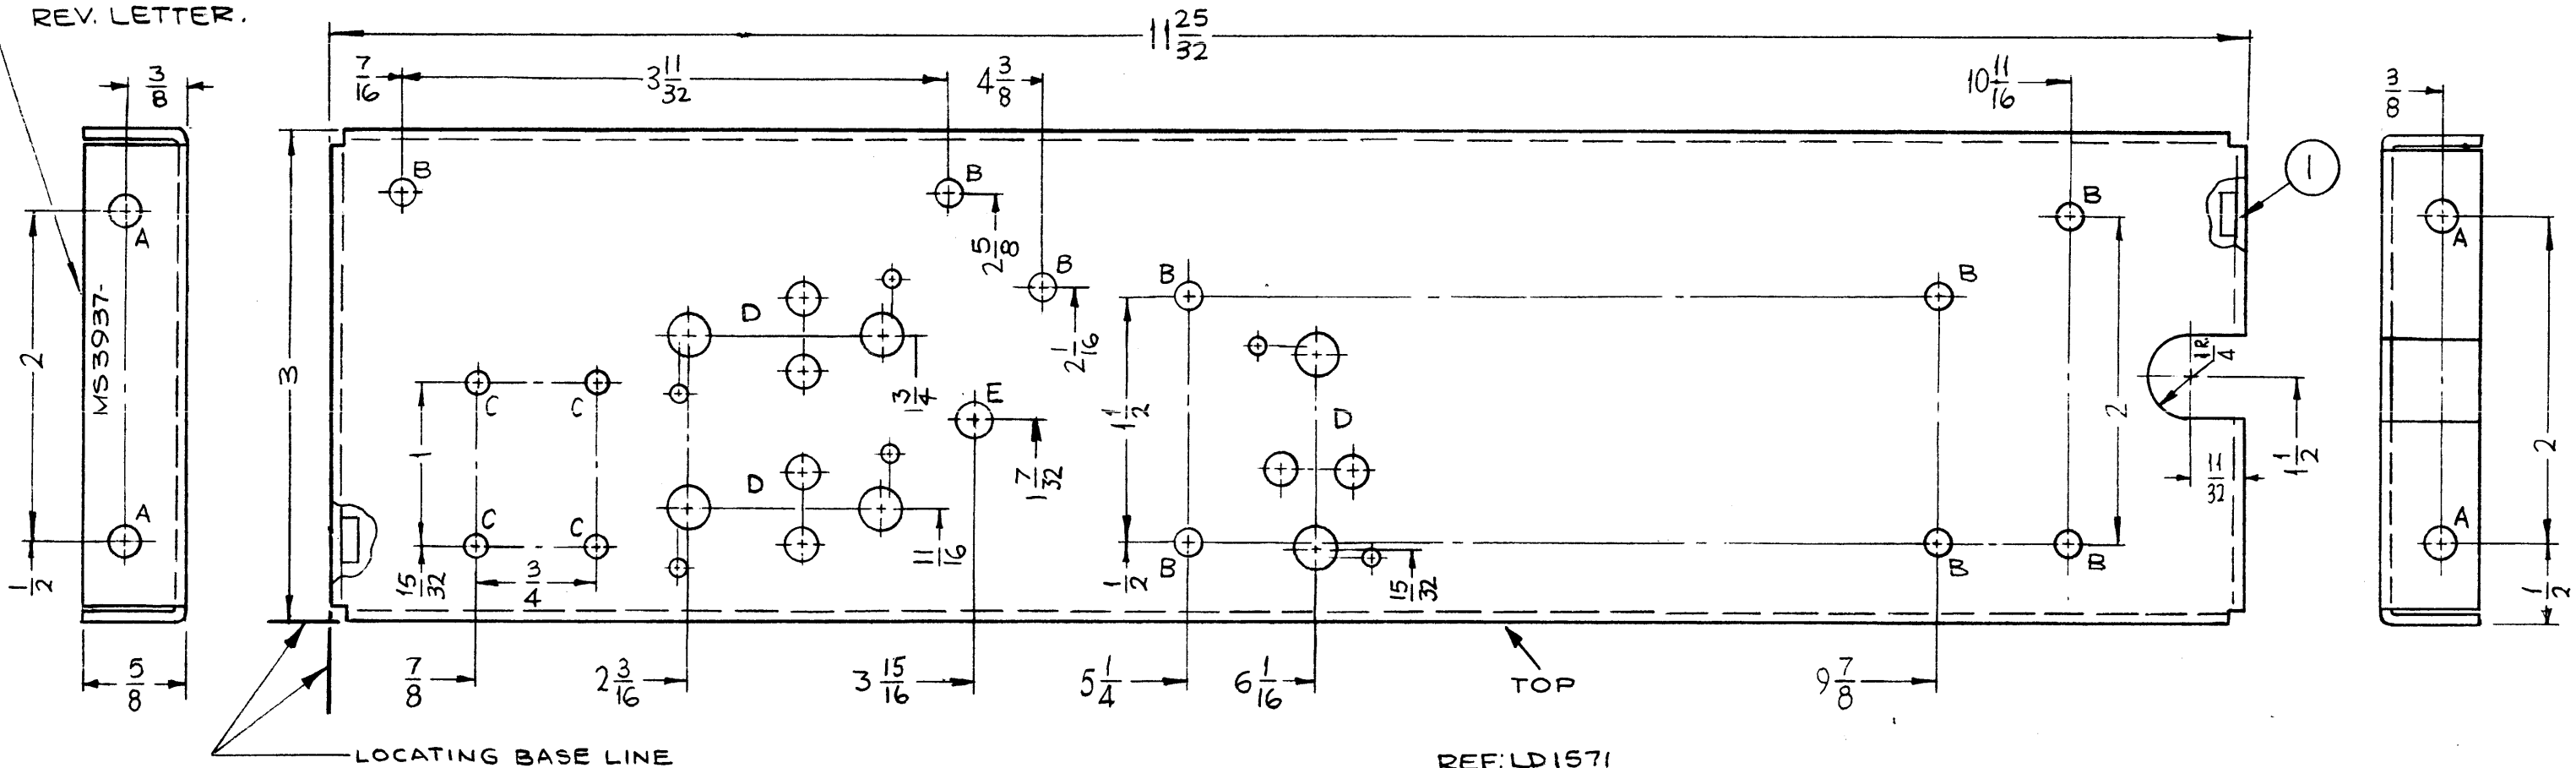 REV. LETTER.
11 25/32
7/16
3 11/32
4 3/8
10 11/16
3/8
3/8
B
B
2 5/8
B
2 1/16
B
B
B
1
A
A
2
MS3937-
3
D
C
C
1
1 3/4
E
1 7/32
1 1/2
D
2
1/4 R.
1 1/2
11/32
2
A
1/2
D
C
C
15/32
3/4
11/16
B
1/2
15/32
B
B
A
1/2
5/8
7/8
2 3/16
3 15/16
5 1/4
6 1/16
TOP
9 7/8
LOCATING BASE LINE
REF: LD1571